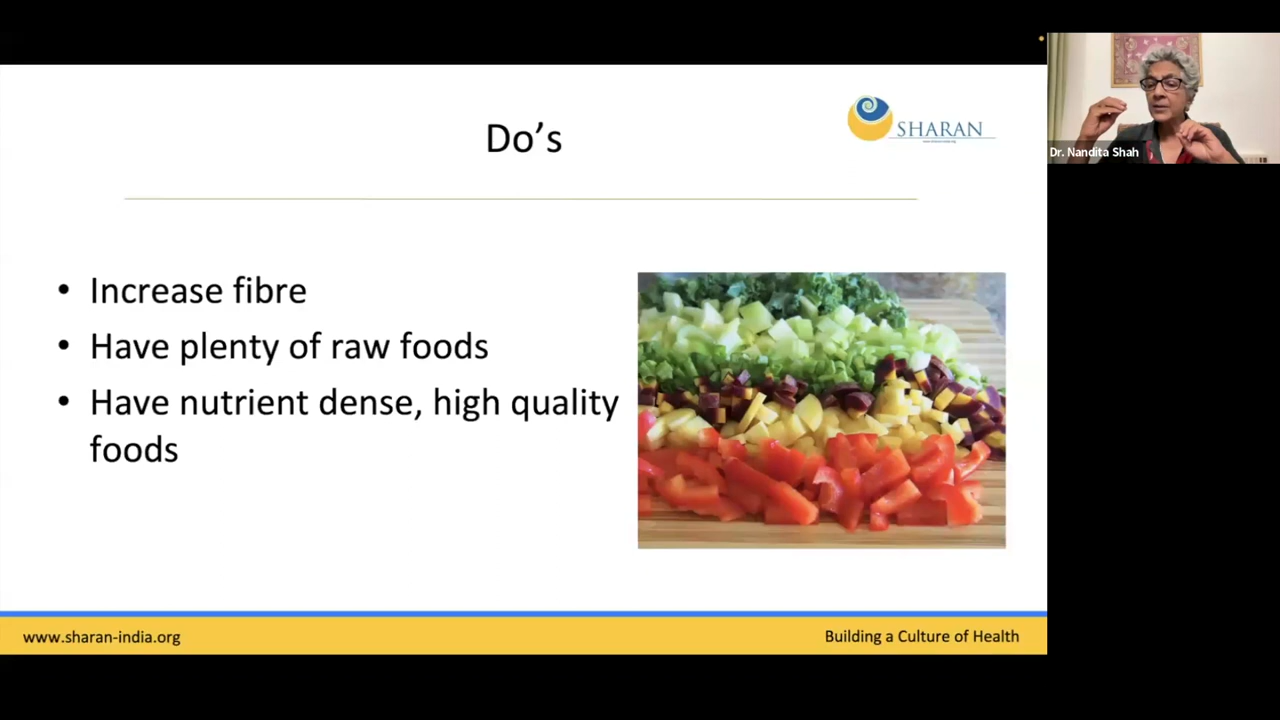 Do’s
SHARAN
• Increase fibre
• Have plenty of raw foods
• Have nutrient dense, high quality
foods
www.sharan-india.org
Building a Culture of Health
Dr. Nandita Shah